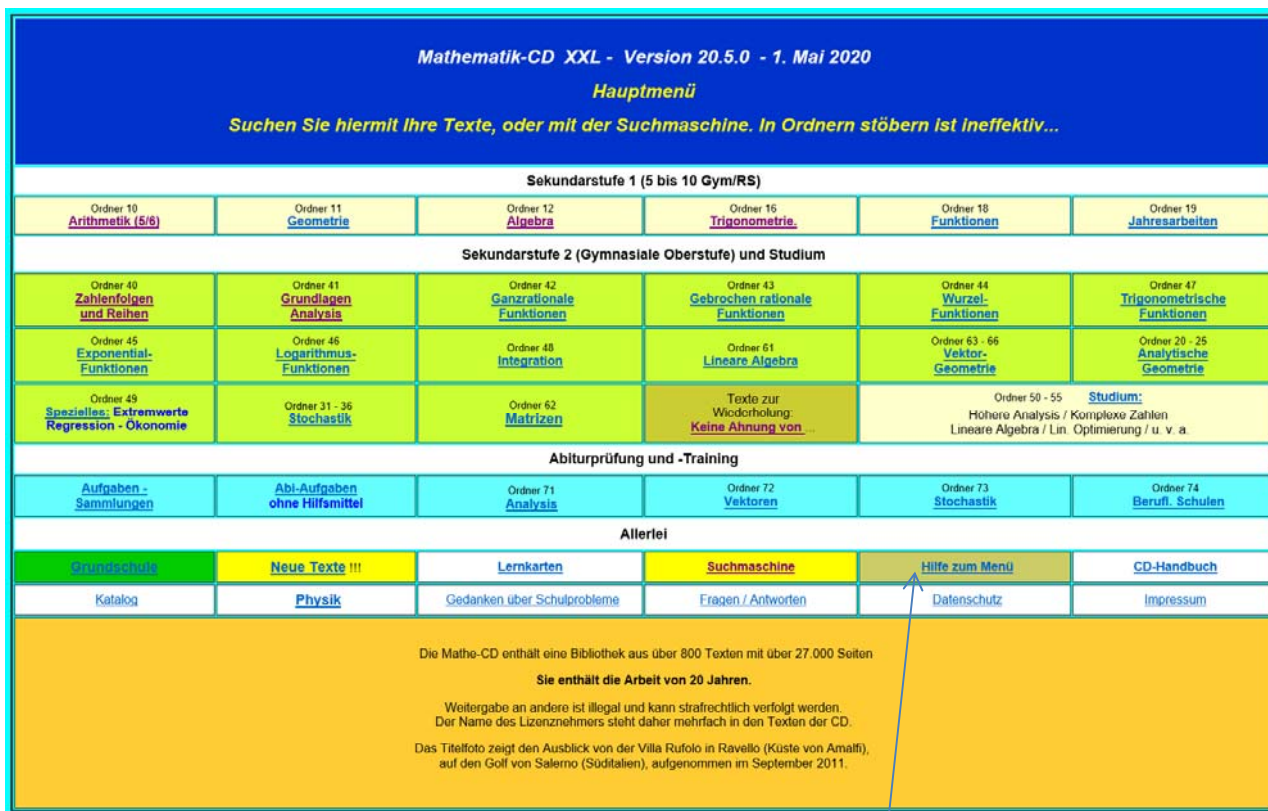 Mathematik-CD XXL - Version 20.5.0 - 1. Mai 2020
Hauptmenü
Suchen Sie hiermit Ihre Texte, oder mit der Suchmaschine. In Ordnern stöbern ist ineffektiv...
Sekundarstufe 1 (5 bis 10 Gym/RS)
Ordner 10
Arithmetik (5/6)
Ordner 11
Geometrie
Ordner 12
Algebra
Ordner 16
Trigonometrie.
Ordner 18
Funktionen
Ordner 19
Jahresarbeiten
Sekundarstufe 2 (Gymnasiale Oberstufe) und Studium
Ordner 40
Zahlenfolgen
und Reihen
Ordner 41
Grundlagen
Analysis
Ordner 42
Ganzrationale
Funktionen
Ordner 43
Gebrochen rationale
Funktionen
Ordner 44
Wurzel-
Funktionen
Ordner 47
Trigonometrische
Funktionen
Ordner 45
Exponential-
Funktionen
Ordner 46
Logarithmus-
Funktionen
Ordner 48
Integration
Ordner 61
Lineare Algebra
Ordner 63 - 66
Vektor-
Geometrie
Ordner 20 - 25
Analytische
Geometrie
Ordner 49
Spezielles: Extremwerte
Regression - Ökonomie
Ordner 31 - 36
Stochastik
Ordner 62
Matrizen
Texte zur
Wiederholung:
Keine Ahnung von ...
Ordner 50 - 55 Studium:
Höhere Analysis / Komplexe Zahlen
Lineare Algebra / Lin. Optimierung / u. v. a.
Abiturprüfung und -Training
Aufgaben -
Sammlungen
Abi-Aufgaben
ohne Hilfsmittel
Ordner 71
Analysis
Ordner 72
Vektoren
Ordner 73
Stochastik
Ordner 74
Berufl. Schulen
Allerlei
Grundschule
Neue Texte !!!
Lernkarten
Suchmaschine
Hilfe zum Menü
CD-Handbuch
Katalog
Physik
Gedanken über Schulprobleme
Fragen / Antworten
Datenschutz
Impressum
Die Mathe-CD enthält eine Bibliothek aus über 800 Texten mit über 27.000 Seiten
Sie enthält die Arbeit von 20 Jahren.
Weitergabe an andere ist illegal und kann strafrechtlich verfolgt werden.
Der Name des Lizenznehmers steht daher mehrfach in den Texten der CD.
Das Titelfoto zeigt den Ausblick von der Villa Rufolo in Ravello (Küste von Amalfi),
auf den Golf von Salerno (Süditalien), aufgenommen im September 2011.